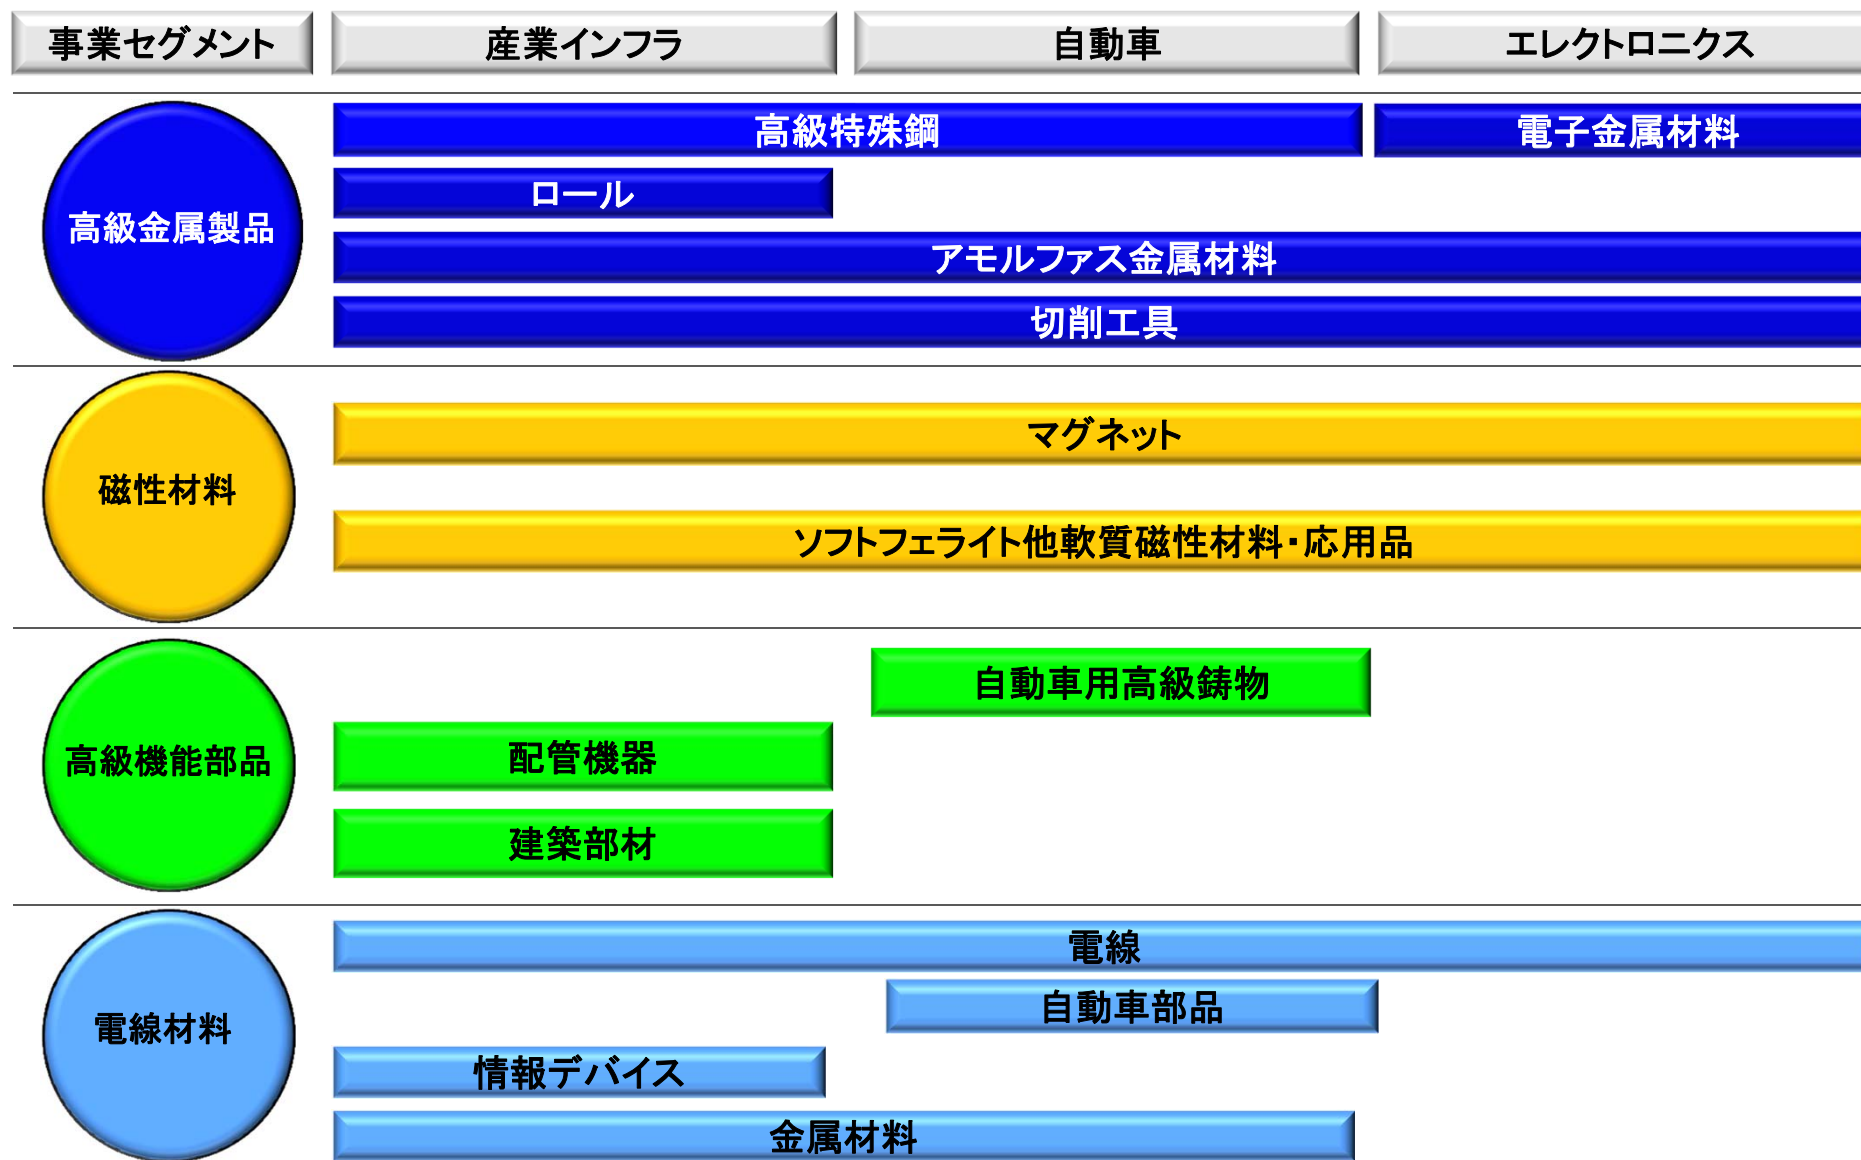 事業セグメント
産業インフラ
自動車
エレクトロニクス
高級金属製品
高級特殊鋼
電子金属材料
ロール
アモルファス金属材料
切削工具
磁性材料
マグネット
ソフトフェライト他軟質磁性材料・応用品
高級機能部品
自動車用高級鋳物
配管機器
建築部材
電線材料
電線
自動車部品
情報デバイス
金属材料